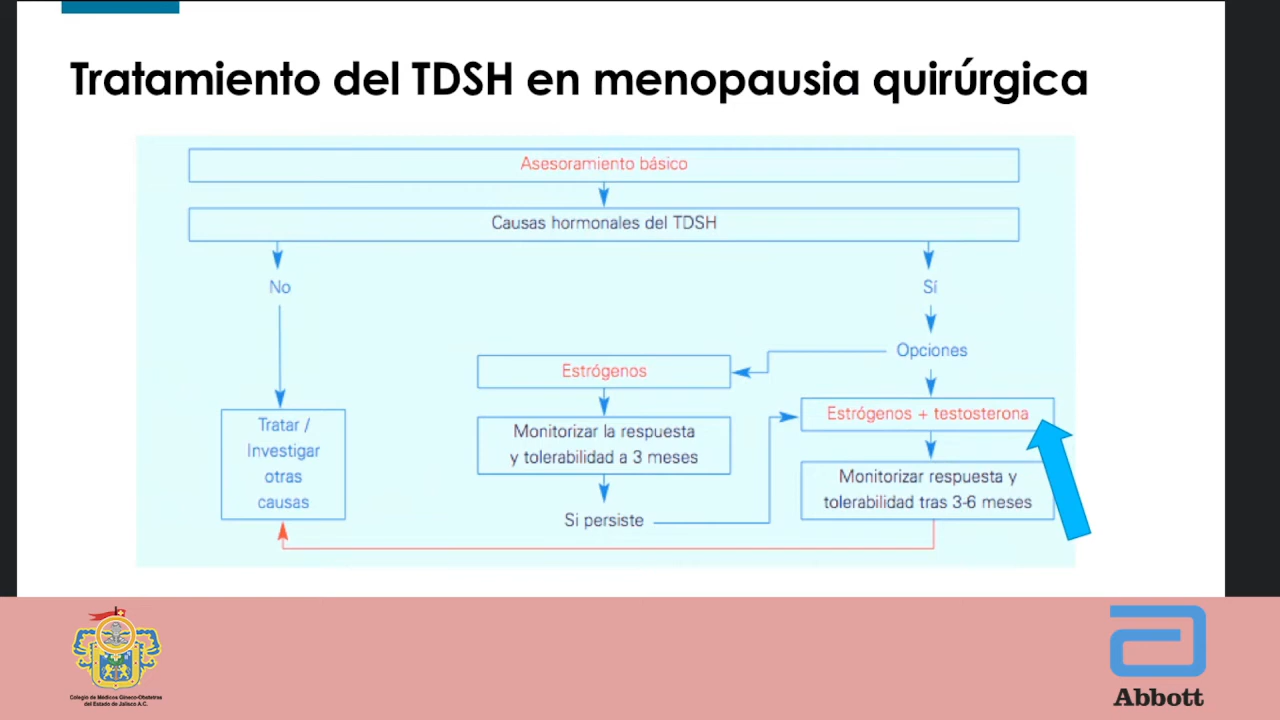 Tratamiento del TDSH en menopausia quirúrgica
Asesoramiento básico
Causas hormonales del TDSH
No
Sí
Opciones
Estrógenos
Estrógenos + testosterona
Tratar /
Investigar
otras
causas
Monitorizar la respuesta
y tolerabilidad a 3 meses
Monitorizar respuesta y
tolerabilidad tras 3-6 meses
Si persiste
Colegio de Médicos Gineco-Obstetras
del Estado de Jalisco A.C.
Abbott